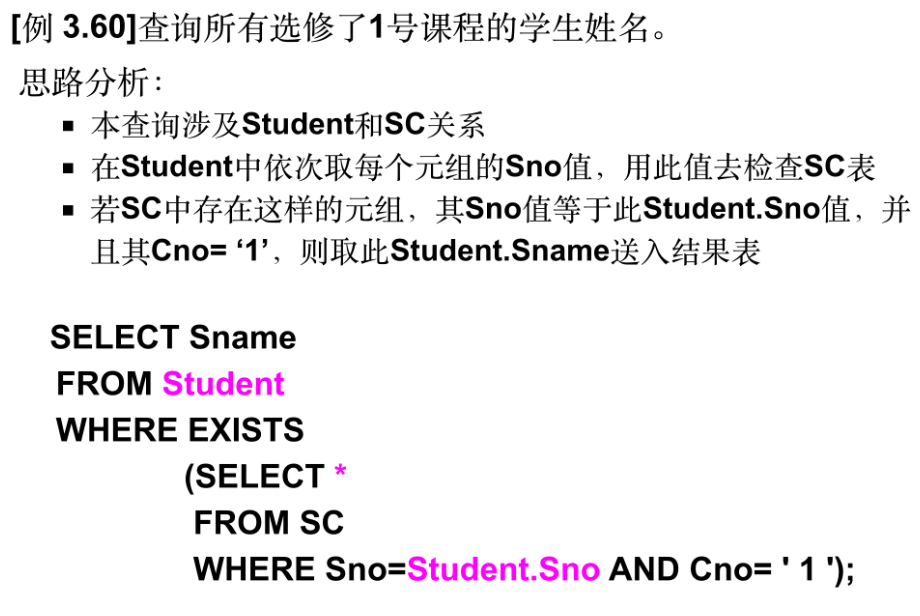 [例 3.60]查询所有选修了1号课程的学生姓名。
思路分析：
▪ 本查询涉及Student和SC关系
▪ 在Student中依次取每个元组的Sno值，用此值去检查SC表
▪ 若SC中存在这样的元组，其Sno值等于此Student.Sno值，并
且其Cno= ‘1’，则取此Student.Sname送入结果表
SELECT Sname
FROM Student
WHERE EXISTS
(SELECT *
FROM SC
WHERE Sno=Student.Sno AND Cno= ' 1 ');